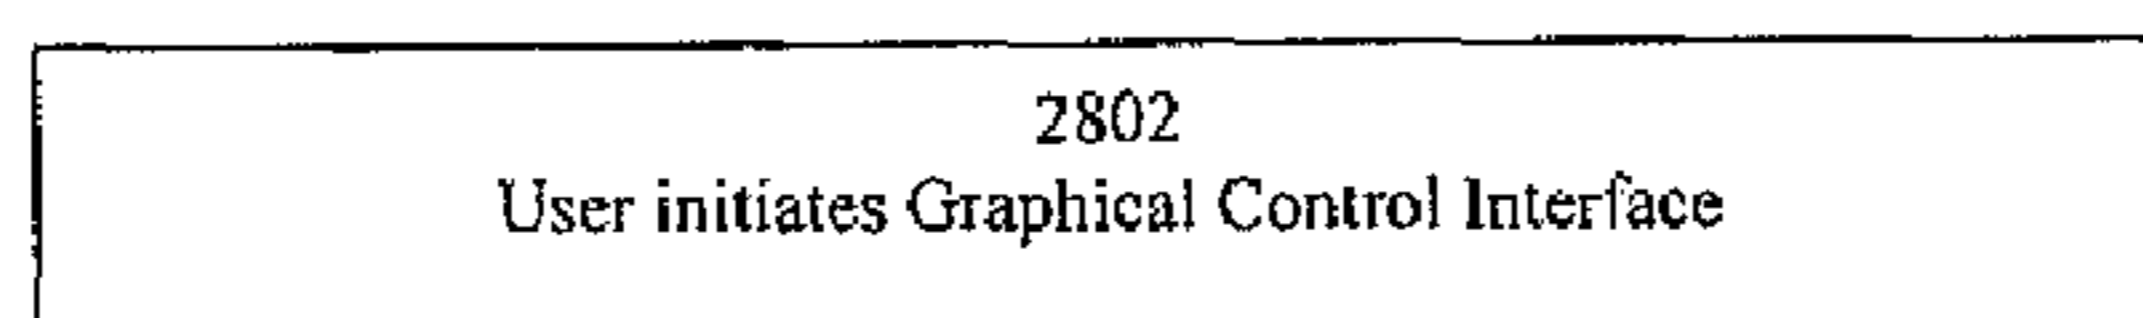 2802
User initiates Graphical Control Interface